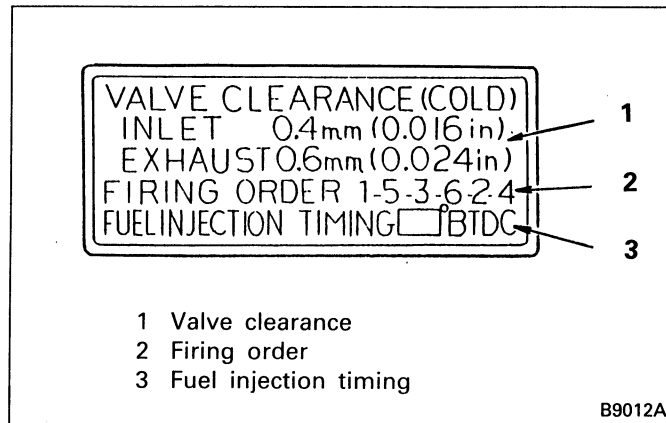 VALVE CLEARANCE (COLD)
INLET 0.4mm (0.016 in).
EXHAUST 0.6mm (0.024in)
FIRING ORDER 1-5-3-6-2-4
FUEL INJECTION TIMING □° BTDC
1
2
3
1 Valve clearance
2 Firing order
3 Fuel injection timing
B9012A